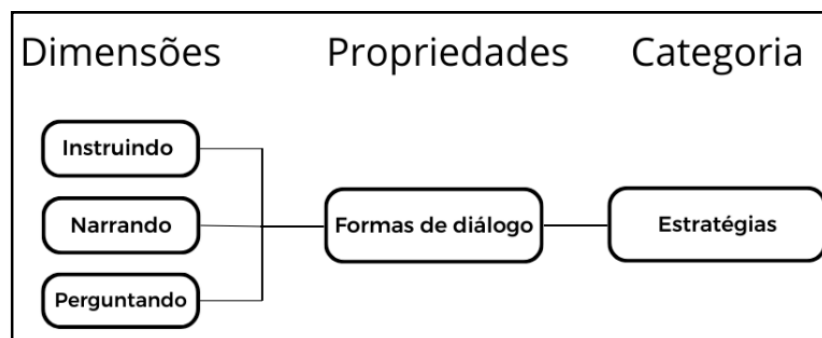 Dimensões Propriedades Categoria
Instruindo
Narrando
Formas de diálogo
Estratégias
Perguntando